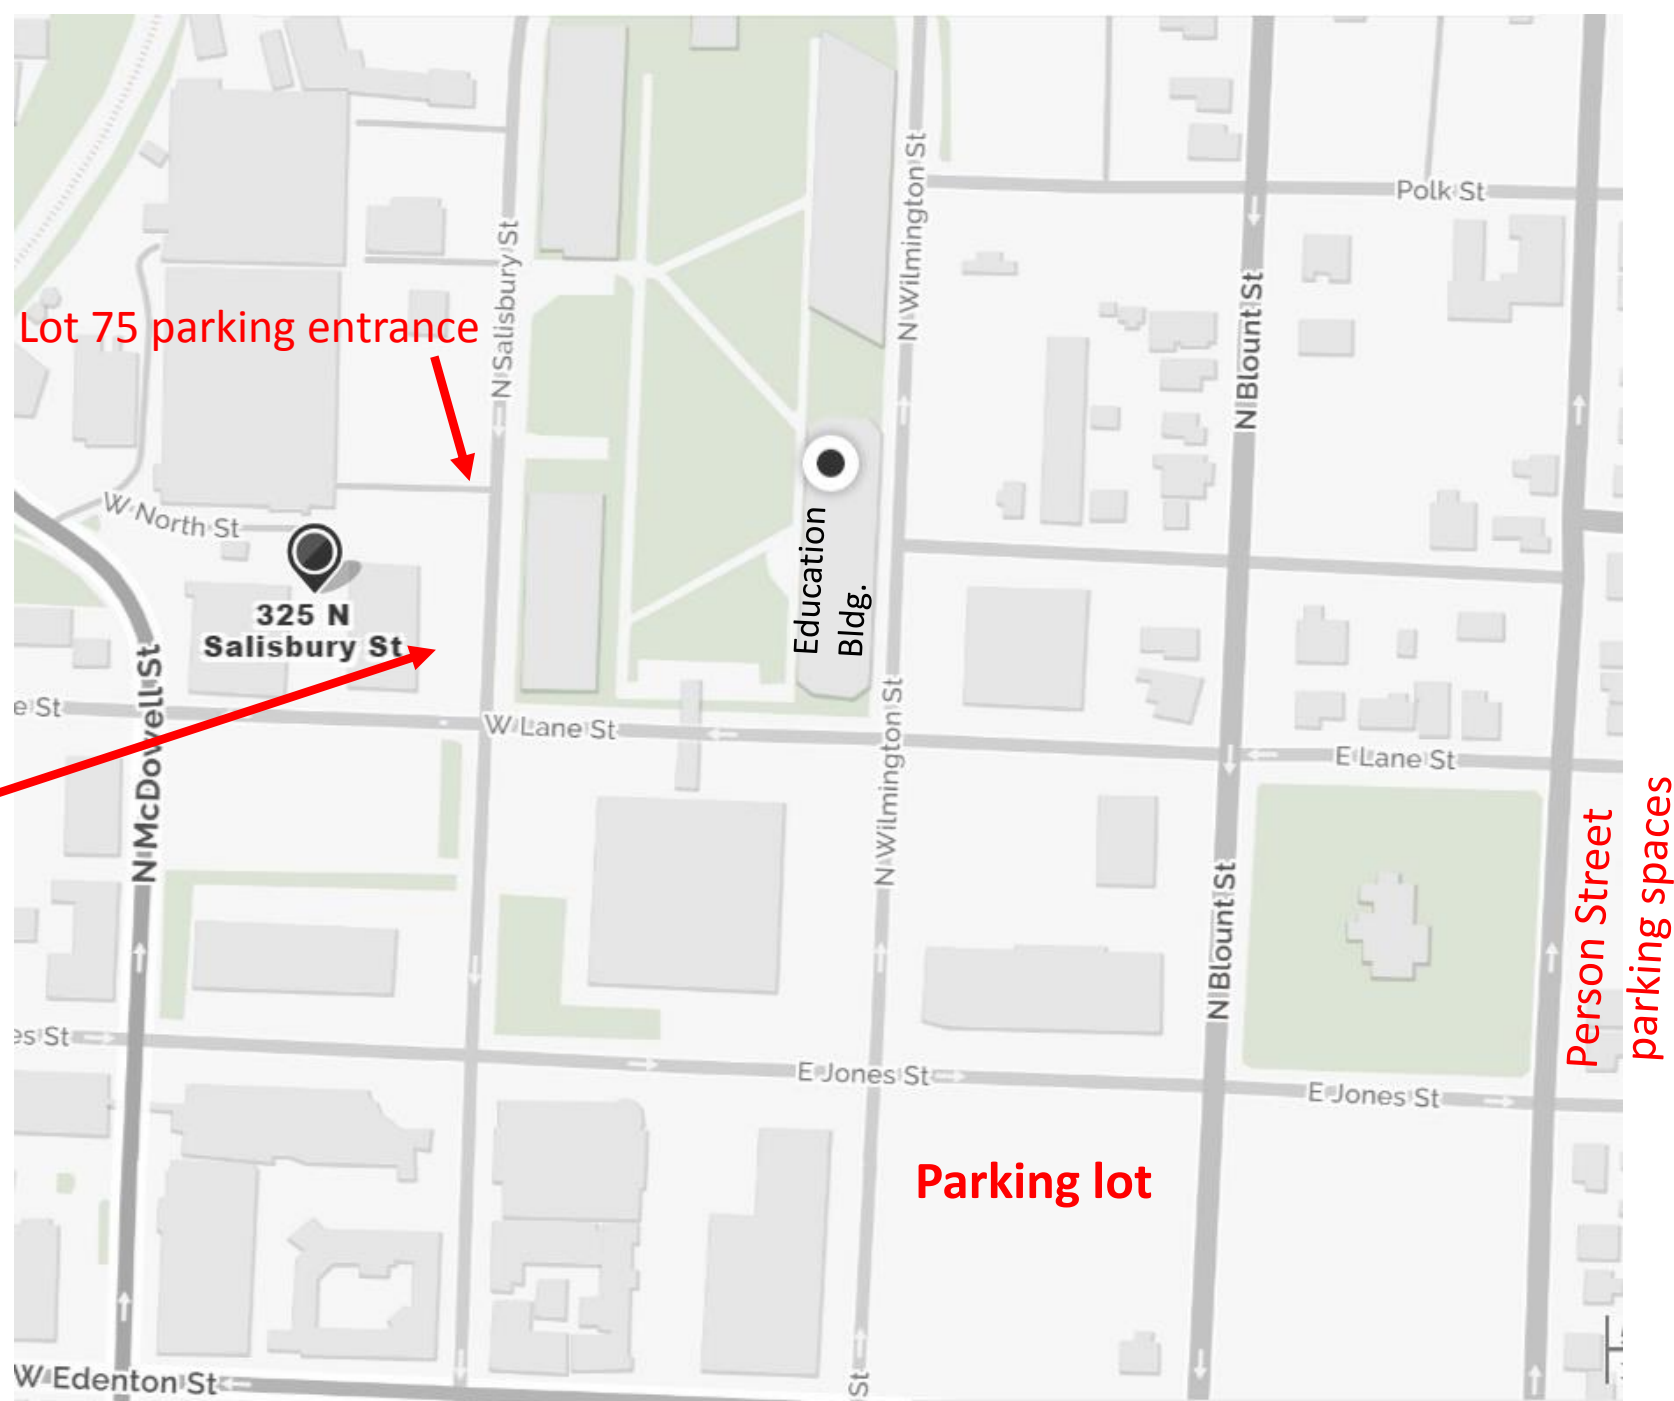 N Wilmington St
Polk St
N Salisbury St
N Blount St
Lot 75 parking entrance
W North St
325 N
Salisbury St
Education
Bldg.
N McDowell St
e St
W Lane St
N Wilmington St
E Lane St
Person Street
parking spaces
N Blount St
es St
E Jones St
E Jones St
Parking lot
W Edenton St
St